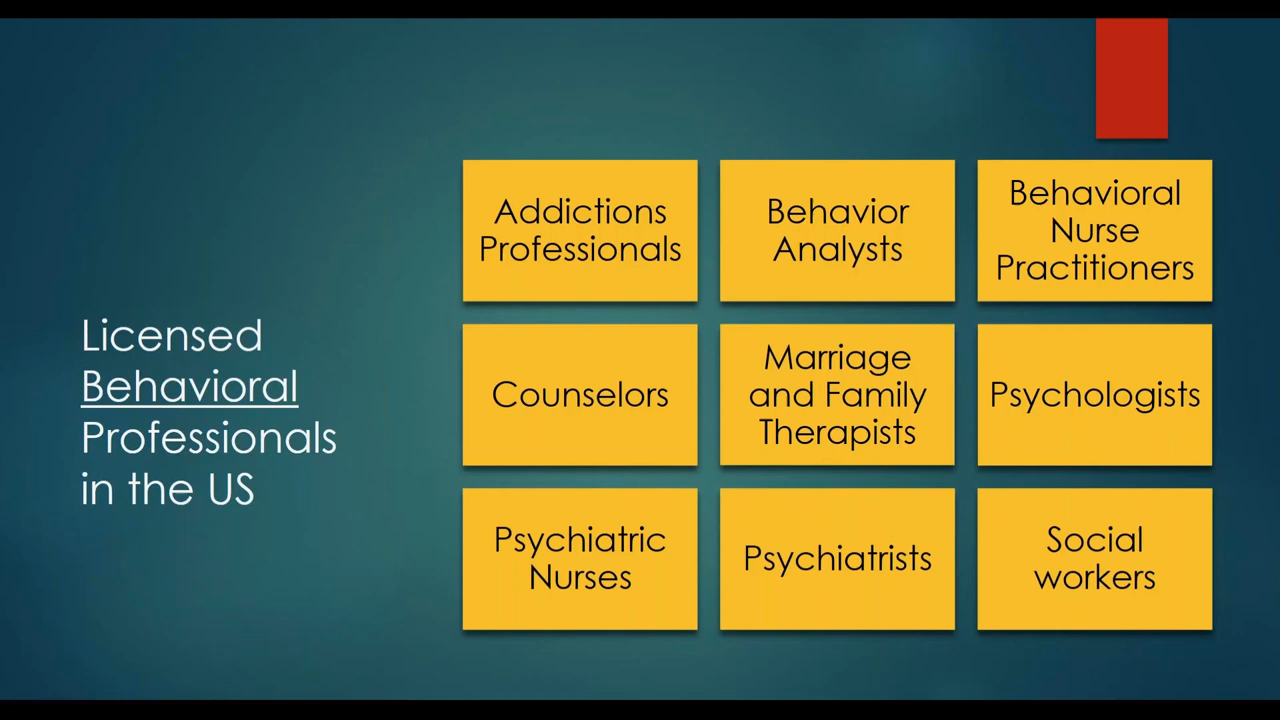 Licensed
Behavioral
Professionals
in the US
Addictions
Professionals
Behavior
Analysts
Behavioral
Nurse
Practitioners
Counselors
Marriage
and Family
Therapists
Psychologists
Psychiatric
Nurses
Psychiatrists
Social
workers